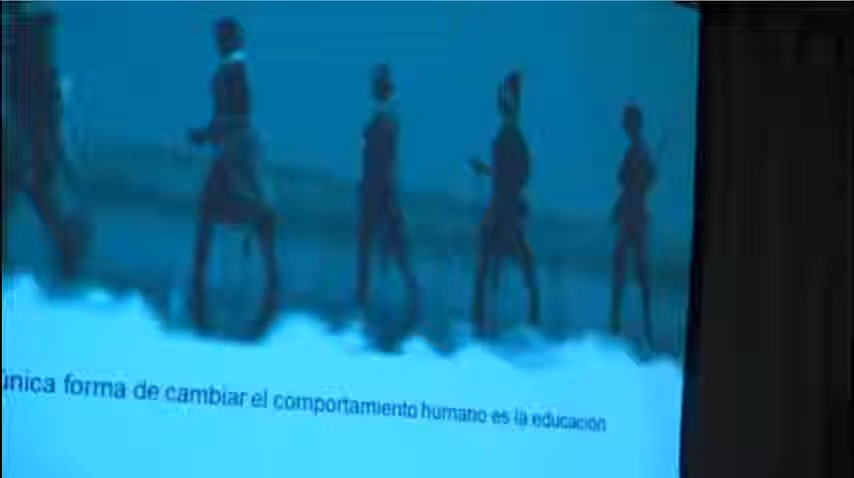 única forma de cambiar el comportamiento humano es la educación